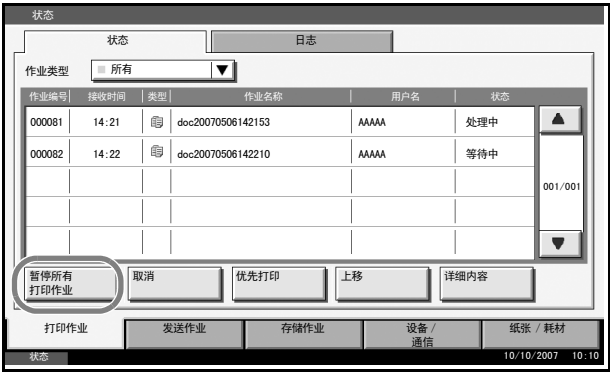 状态
状态 日志
作业类型 所有
作业编号 接收时间 类型 作业名称 用户名 状态
000081 14:21 doc20070506142153 AAAAA 处理中
000082 14:22 doc20070506142210 AAAAA 等待中
001/001
暂停所有 取消 优先打印 上移 详细内容
打印作业
打印作业 发送作业 存储作业 设备 / 纸张 / 耗材
通信
状态 10/10/2007 10:10